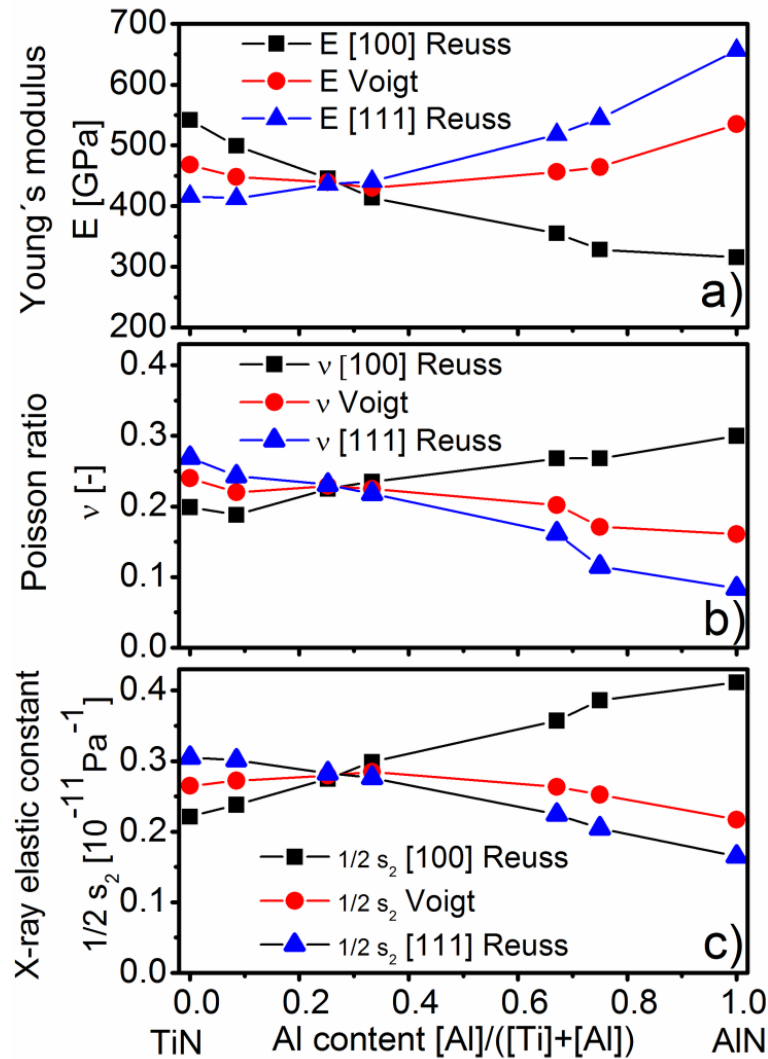 700
E [100] Reuss
600
E Voigt
E [111] Reuss
500
400
300
200
Young´s modulus
E [GPa]
a)
0.4
ν [100] Reuss
ν Voigt
0.3
ν [111] Reuss
0.2
0.1
0.0
Poisson ratio
ν [-]
b)
0.4
0.3
0.2
0.1
0.0
X-ray elastic constant
1/2 s₂ [10⁻¹¹ Pa⁻¹]
1/2 s₂ [100] Reuss
1/2 s₂ Voigt
1/2 s₂ [111] Reuss
c)
0.0 0.2 0.4 0.6 0.8 1.0
TiN Al content [Al]/([Ti]+[Al]) AlN